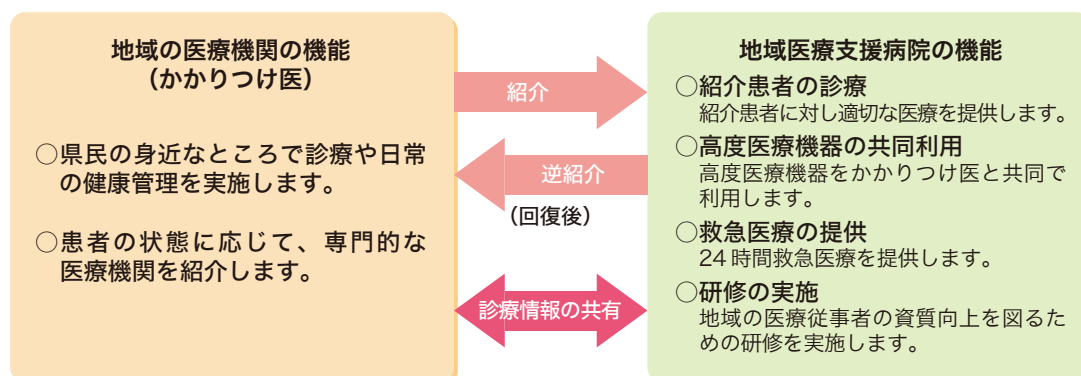 地域の医療機関の機能
（かかりつけ医）
○県民の身近なところで診療や日常
の健康管理を実施します。
○患者の状態に応じて、専門的な
医療機関を紹介します。
紹介
逆紹介
（回復後）
診療情報の共有
地域医療支援病院の機能
○紹介患者の診療
紹介患者に対し適切な医療を提供します。
○高度医療機器の共同利用
高度医療機器をかかりつけ医と共同で
利用します。
○救急医療の提供
24時間救急医療を提供します。
○研修の実施
地域の医療従事者の資質向上を図るた
めの研修を実施します。